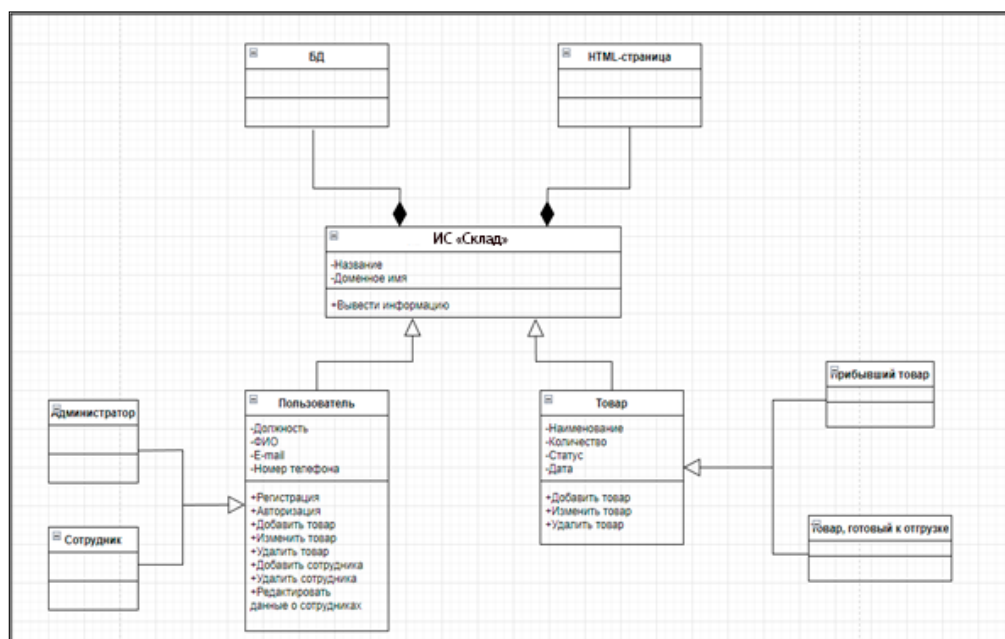 БД
HTML-страница
ИС «Склад»
-Название
-Доменное имя
+Вывести информацию
Администратор
Сотрудник
Пользователь
-Должность
-ФИО
-E-mail
-Номер телефона
+Регистрация
+Авторизация
+Добавить товар
+Изменить товар
+Удалить товар
+Добавить сотрудника
+Удалить сотрудника
+Редактировать
данные о сотрудниках
Товар
-Наименование
-Количество
-Статус
-Дата
+Добавить товар
+Изменить товар
+Удалить товар
Прибывший товар
Товар, готовый к отгрузке